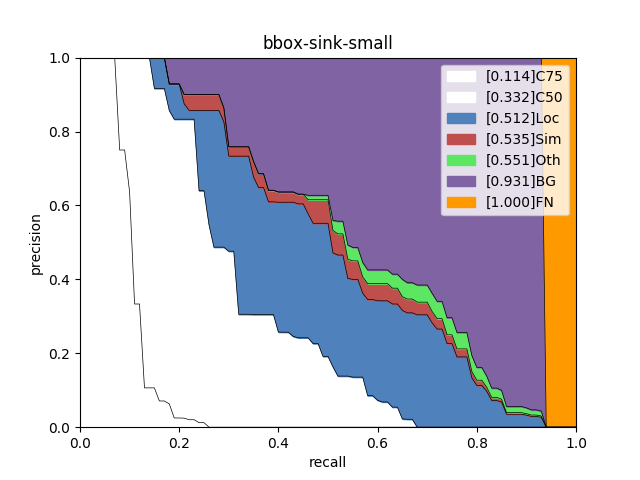 bbox-sink-small
1.0
0.8
0.6
0.4
0.2
0.0
precision
[0.114]C75
[0.332]C50
[0.512]Loc
[0.535]Sim
[0.551]Oth
[0.931]BG
[1.000]FN
0.0 0.2 0.4 0.6 0.8 1.0
recall